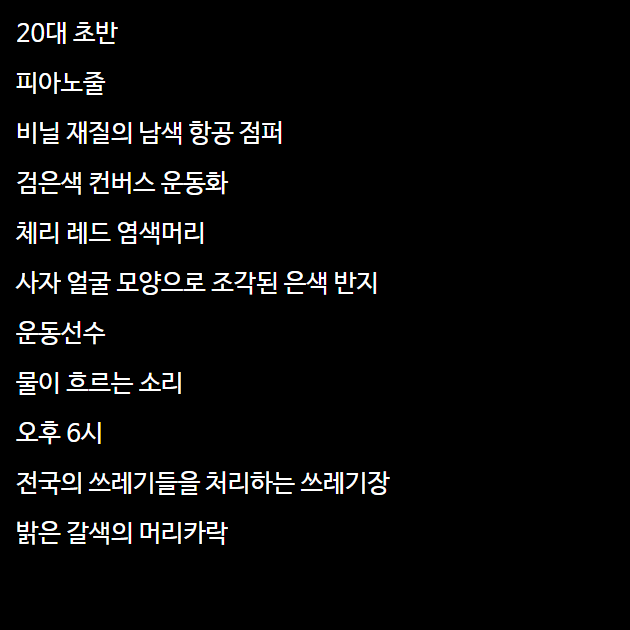 20대 초반
피아노줄
비닐 재질의 남색 항공 점퍼
검은색 컨버스 운동화
체리 레드 염색머리
사자 얼굴 모양으로 조각된 은색 반지
운동선수
물이 흐르는 소리
오후 6시
전국의 쓰레기들을 처리하는 쓰레기장
밝은 갈색의 머리카락